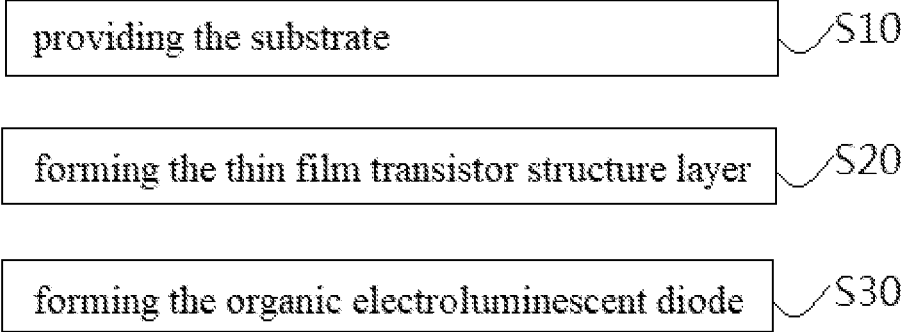 providing the substrate S10
forming the thin film transistor structure layer S20
forming the organic electroluminescent diode S30